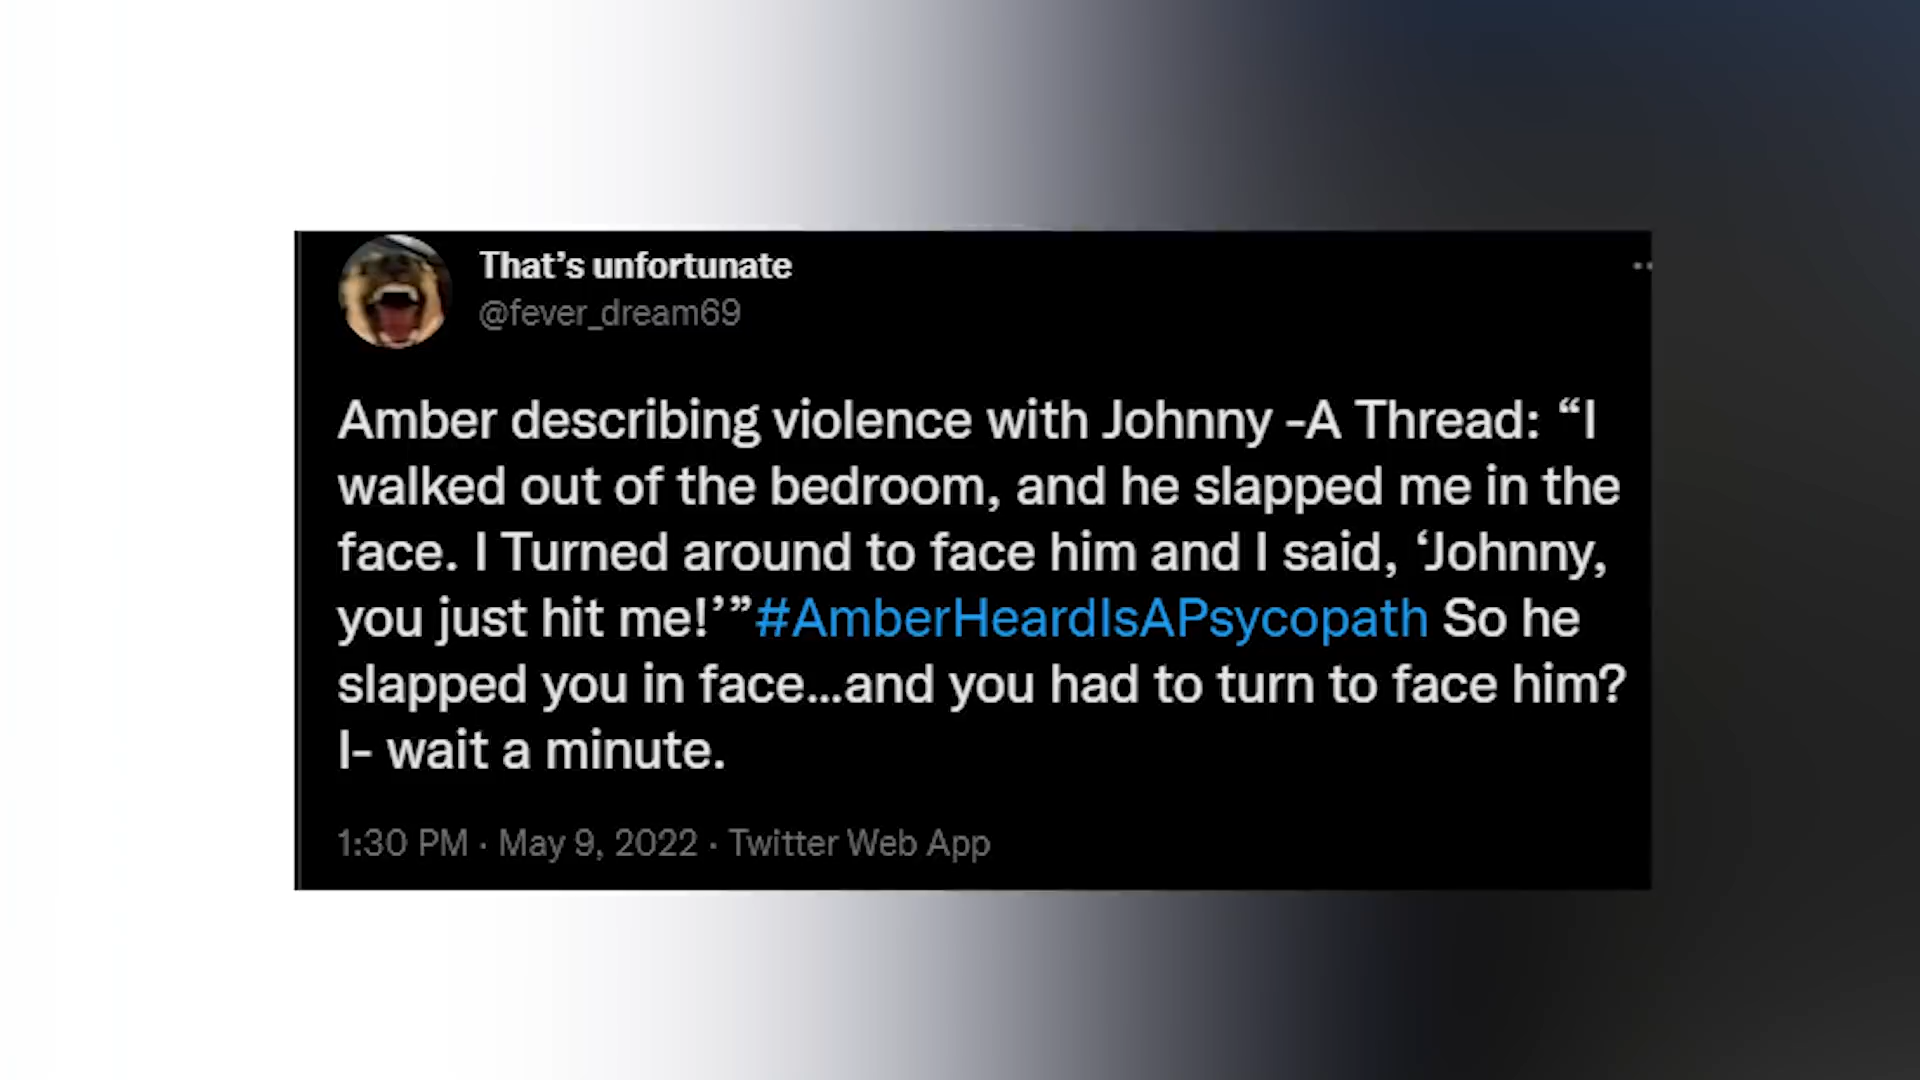 That’s unfortunate
@fever_dream69
Amber describing violence with Johnny -A Thread: “I
walked out of the bedroom, and he slapped me in the
face. I Turned around to face him and I said, ‘Johnny,
you just hit me!’”#AmberHeardIsAPsycopath So he
slapped you in face...and you had to turn to face him?
I- wait a minute.
1:30 PM · May 9, 2022 · Twitter Web App